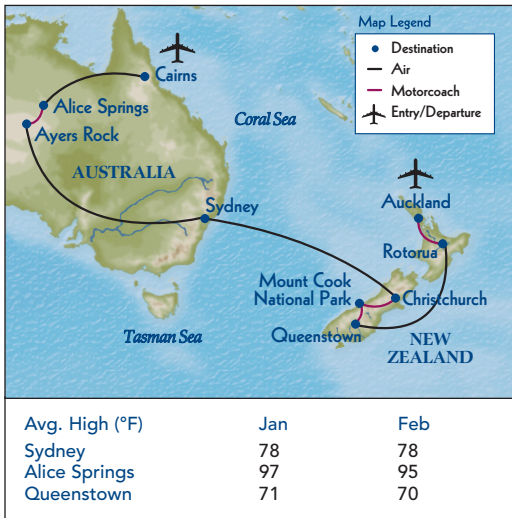 Map Legend
Destination
Air
Motorcoach
Entry/Departure
Cairns
Alice Springs
Ayers Rock
Coral Sea
AUSTRALIA
Sydney
Auckland
Rotorua
Mount Cook
National Park
Christchurch
Queenstown
Tasman Sea
NEW
ZEALAND
Avg. High (°F) Jan Feb
Sydney 78 78
Alice Springs 97 95
Queenstown 71 70